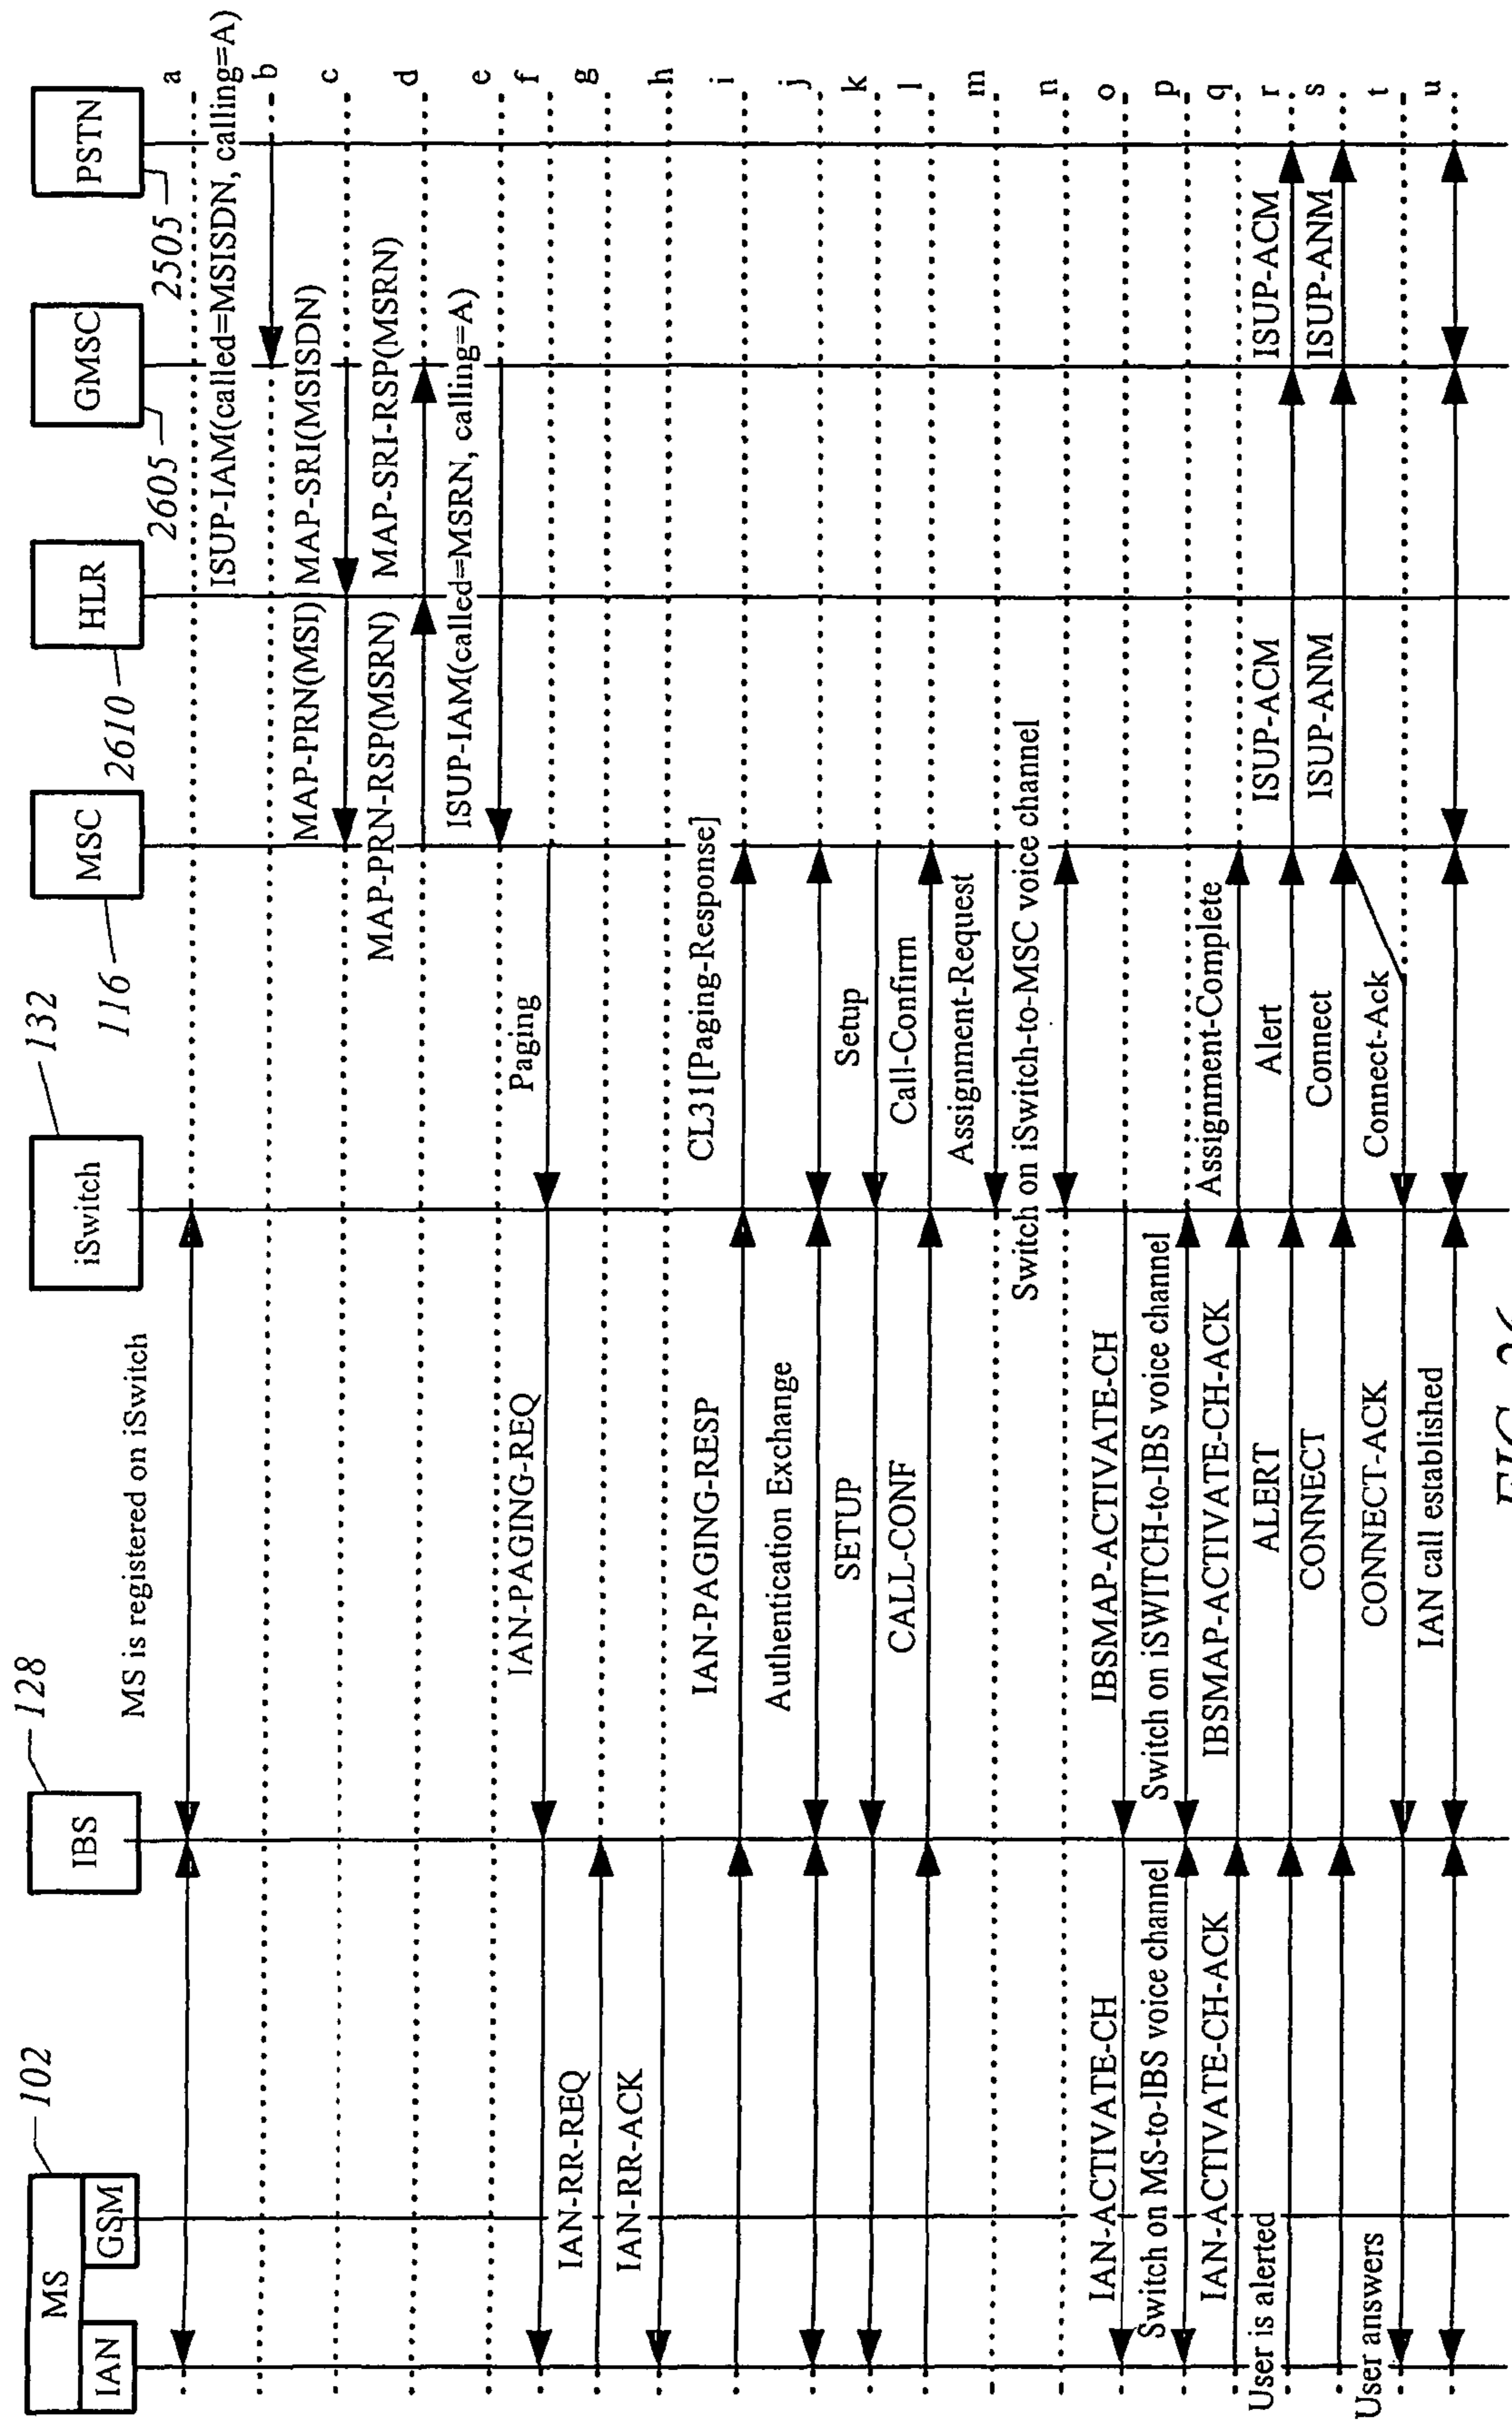 102
128
132
116
2610
2605
2505
MS
IAN
GSM
IBS
iSwitch
MSC
HLR
GMSC
PSTN
MS is registered on iSwitch
a
ISUP-IAM(called=MSISDN, calling=A)
b
MAP-PRN(MSI)
MAP-SRI(MSISDN)
c
MAP-PRN-RSP(MSRN)
MAP-SRI-RSP(MSRN)
d
ISUP-IAM(called=MSRN, calling=A)
e
IAN-PAGING-REQ
Paging
f
IAN-RR-REQ
g
IAN-RR-ACK
h
IAN-PAGING-RESP
CL31[Paging-Response]
i
Authentication Exchange
j
SETUP
Setup
k
CALL-CONF
Call-Confirm
l
Assignment-Request
m
Switch on iSwitch-to-MSC voice channel
n
IAN-ACTIVATE-CH
IBSMAP-ACTIVATE-CH
o
Switch on MS-to-IBS voice channel
Switch on iSWITCH-to-IBS voice channel
p
IAN-ACTIVATE-CH-ACK
IBSMAP-ACTIVATE-CH-ACK
Assignment-Complete
q
User is alerted
ALERT
Alert
ISUP-ACM
ISUP-ACM
r
CONNECT
Connect
ISUP-ANM
ISUP-ANM
s
User answers
CONNECT-ACK
Connect-Ack
t
IAN call established
u